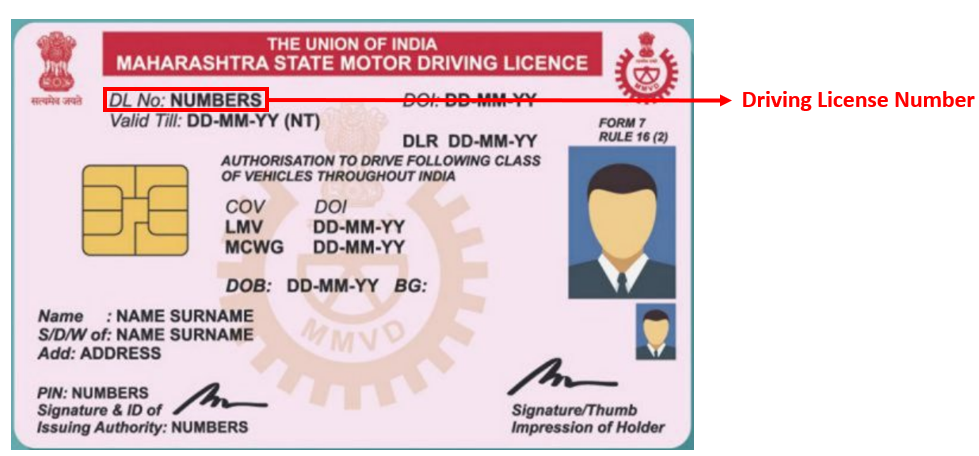 THE UNION OF INDIA
MAHARASHTRA STATE MOTOR DRIVING LICENCE
सत्यमेव जयते
DL No: NUMBERS DOI: DD-MM-YY Driving License Number
Valid Till: DD-MM-YY (NT)
DLR DD-MM-YY
FORM 7
RULE 16 (2)
AUTHORISATION TO DRIVE FOLLOWING CLASS
OF VEHICLES THROUGHOUT INDIA
COV DOI
LMV DD-MM-YY
MCWG DD-MM-YY
DOB: DD-MM-YY BG:
Name : NAME SURNAME
S/D/W of: NAME SURNAME
Add: ADDRESS
MMVD
PIN: NUMBERS
Signature & ID of
Issuing Authority: NUMBERS
Signature/Thumb
Impression of Holder